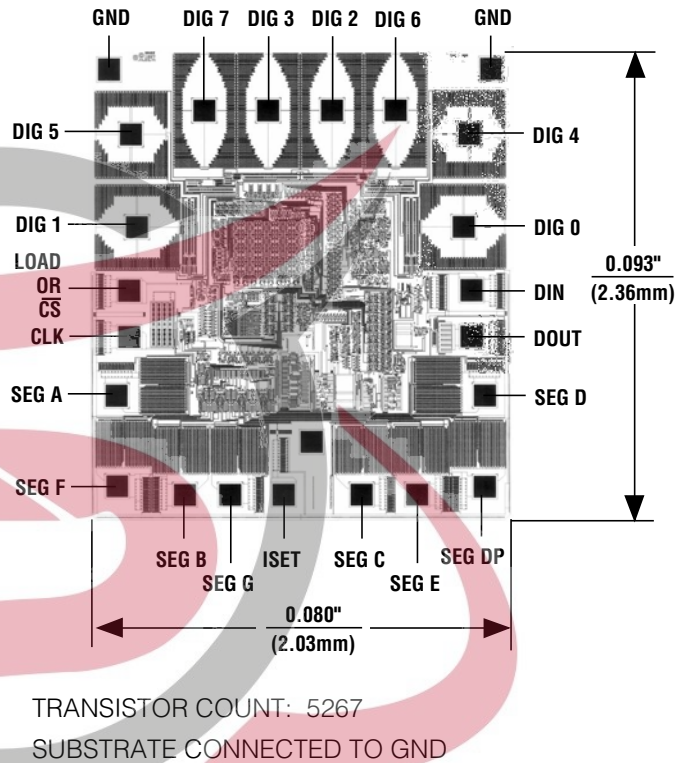 GND DIG 7 DIG 3 DIG 2 DIG 6 GND
DIG 5 DIG 4
DIG 1 DIG 0
LOAD
OR
CS
DIN
CLK DOUT
SEG A SEG D
SEG F
SEG B SEG G ISET SEG C SEG E SEG DP
0.093"
(2.36mm)
0.080"
(2.03mm)
TRANSISTOR COUNT: 5267
SUBSTRATE CONNECTED TO GND